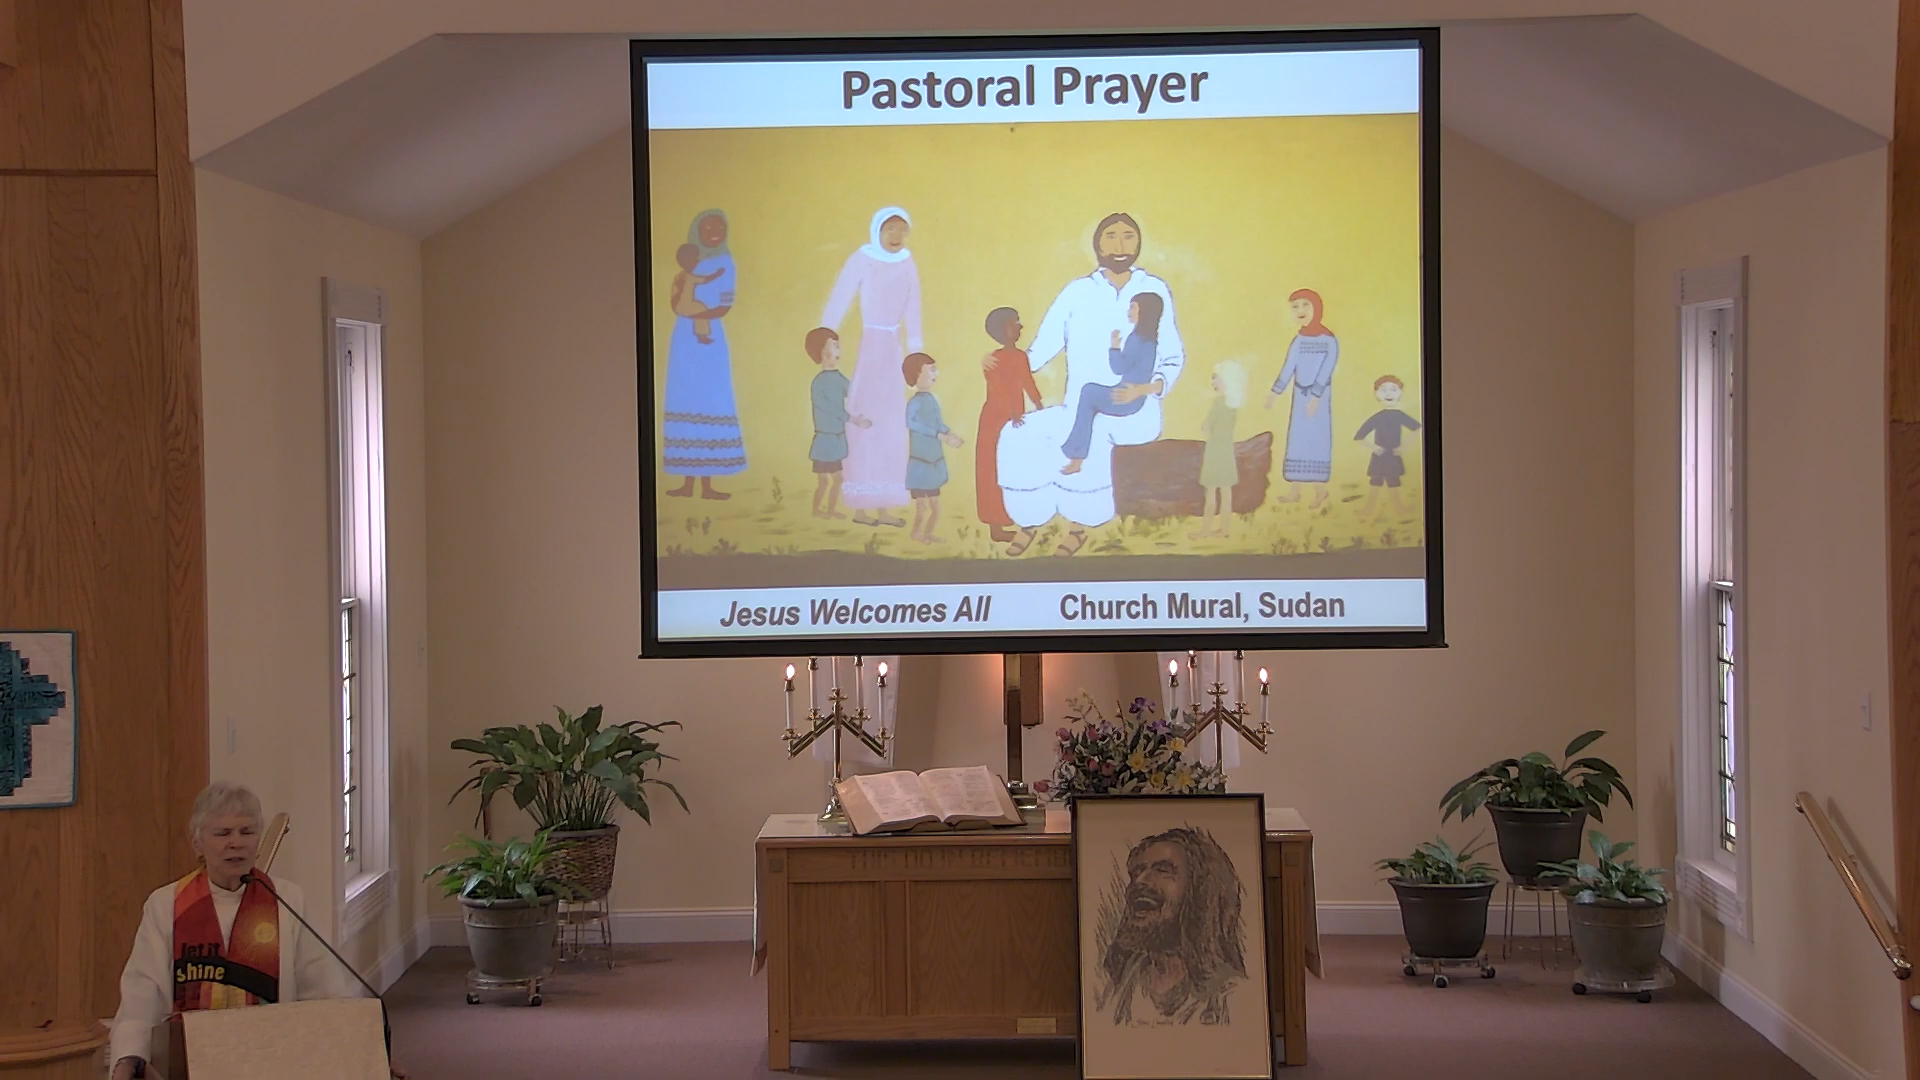 Pastoral Prayer
Jesus Welcomes All
Church Mural, Sudan
let it
shine